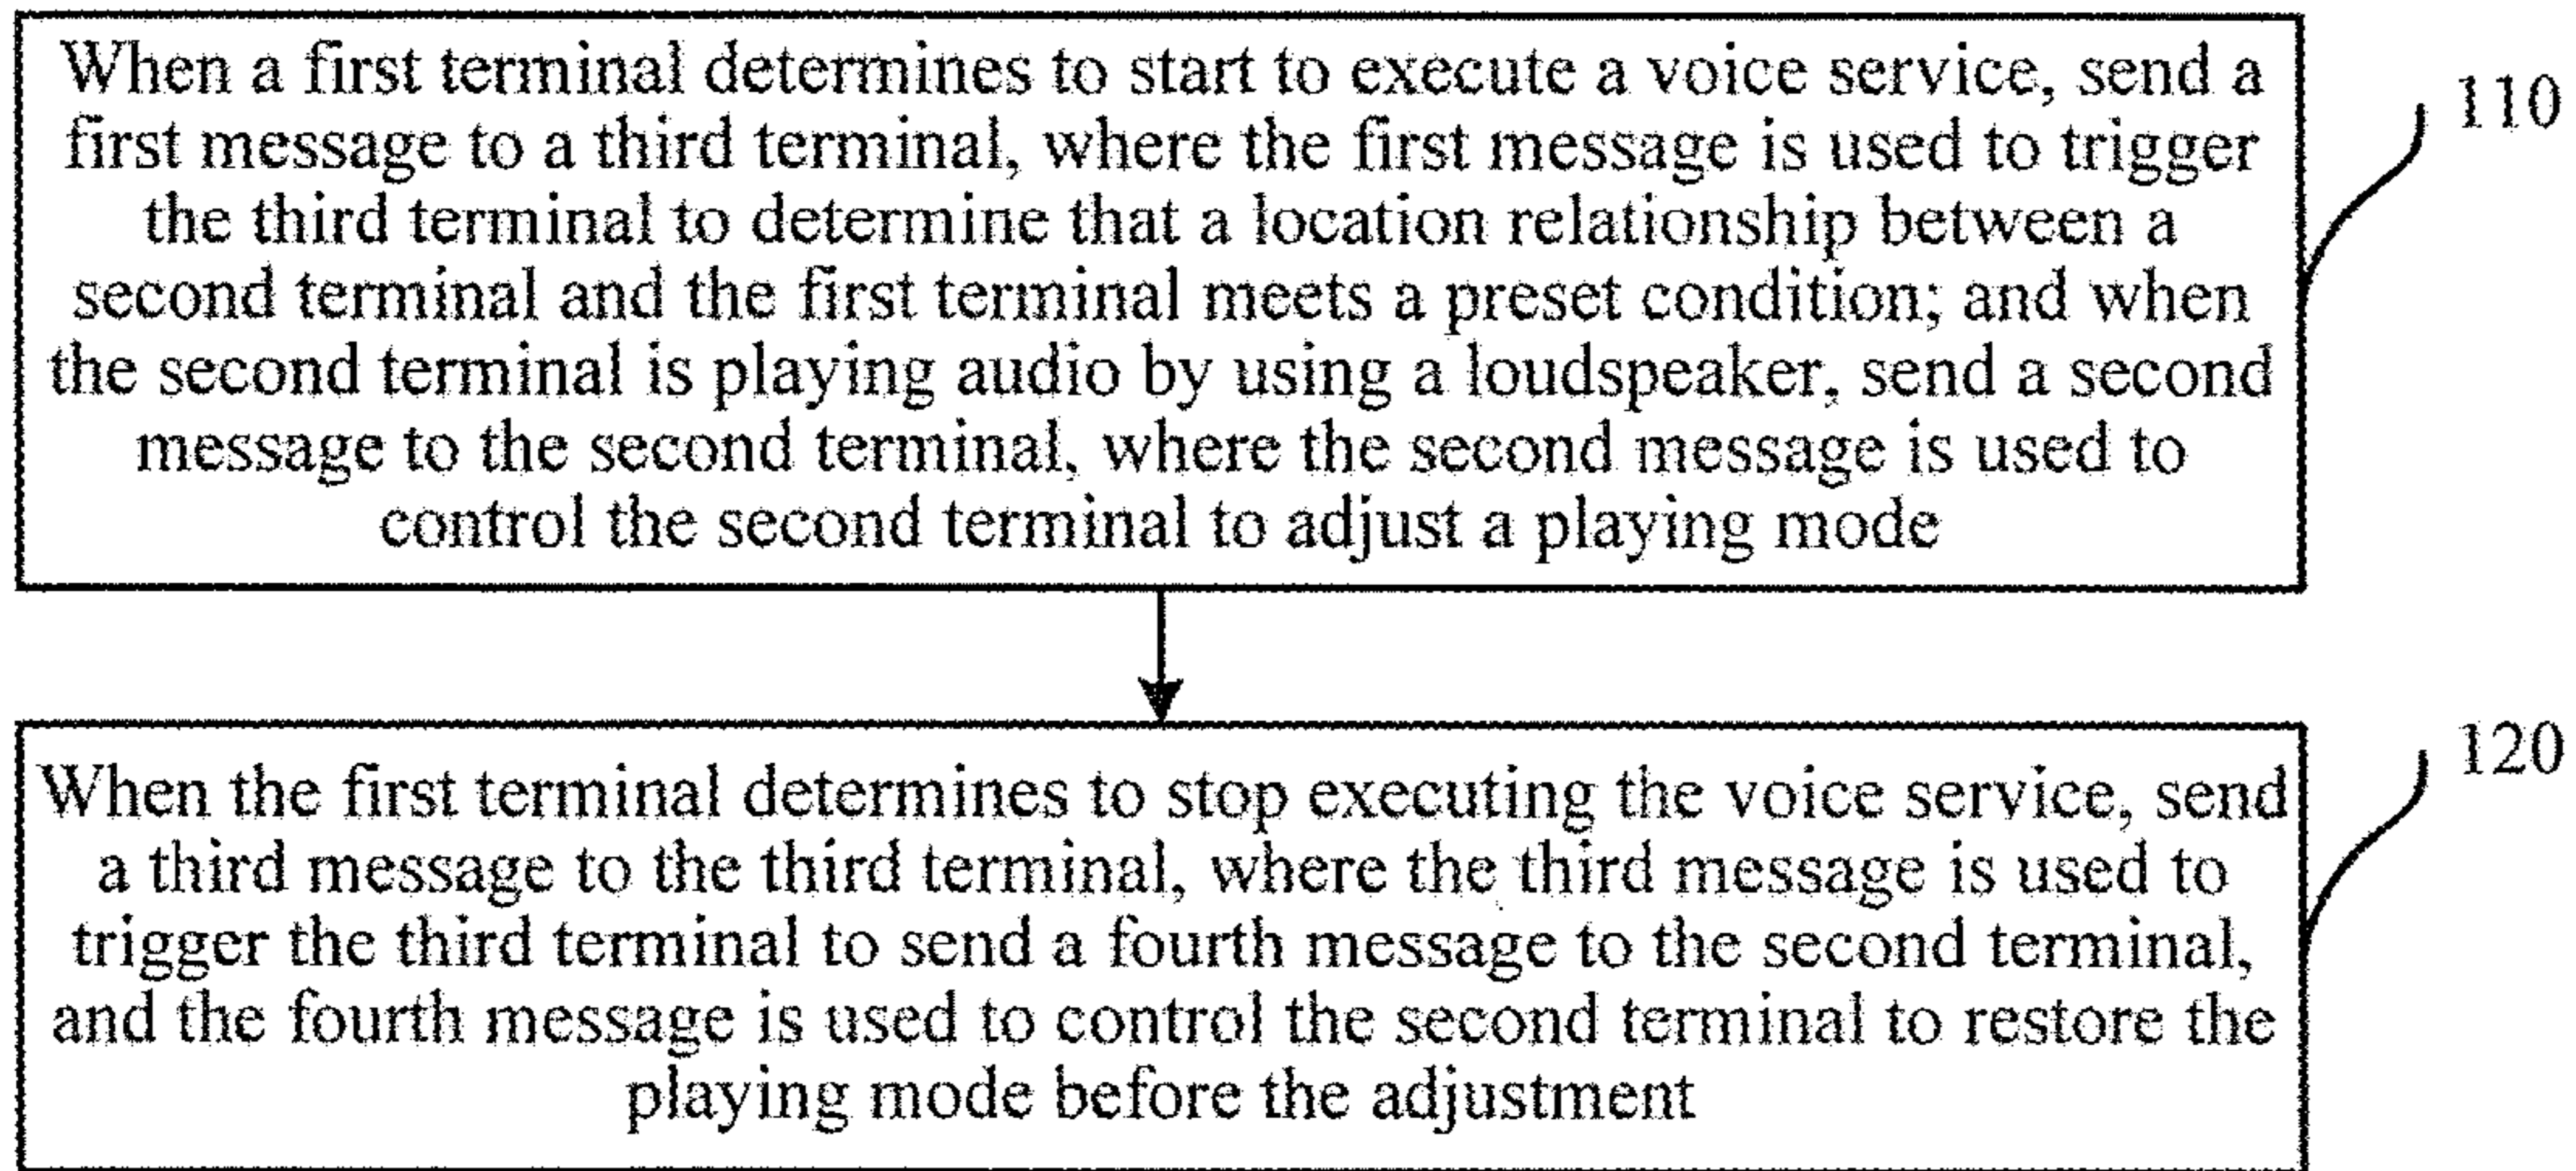 When a first terminal determines to start to execute a voice service, send a
first message to a third terminal, where the first message is used to trigger
the third terminal to determine that a location relationship between a
second terminal and the first terminal meets a preset condition; and when
the second terminal is playing audio by using a loudspeaker, send a second
message to the second terminal, where the second message is used to
control the second terminal to adjust a playing mode
110
When the first terminal determines to stop executing the voice service, send
a third message to the third terminal, where the third message is used to
trigger the third terminal to send a fourth message to the second terminal,
and the fourth message is used to control the second terminal to restore the
playing mode before the adjustment
120